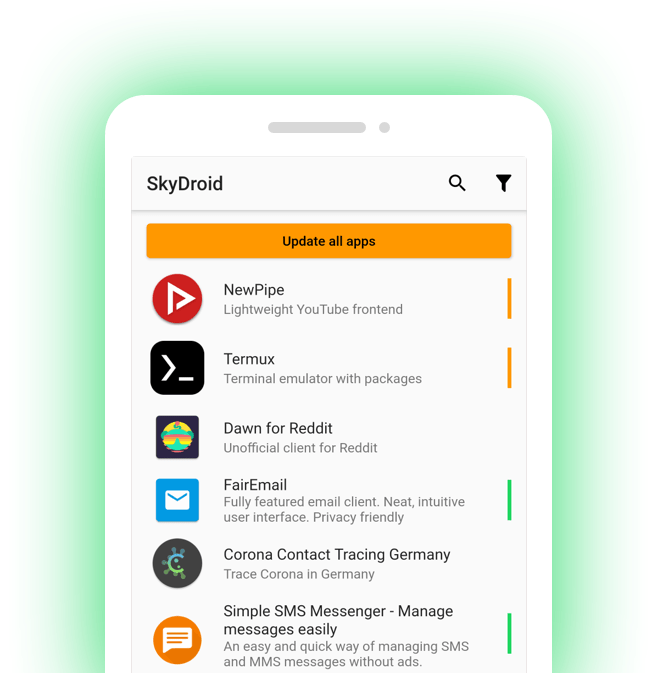 SkyDroid
Update all apps
NewPipe
Lightweight YouTube frontend
Termux
Terminal emulator with packages
Dawn for Reddit
Unofficial client for Reddit
FairEmail
Fully featured email client. Neat, intuitive
user interface. Privacy friendly
Corona Contact Tracing Germany
Trace Corona in Germany
Simple SMS Messenger - Manage
messages easily
An easy and quick way of managing SMS
and MMS messages without ads.